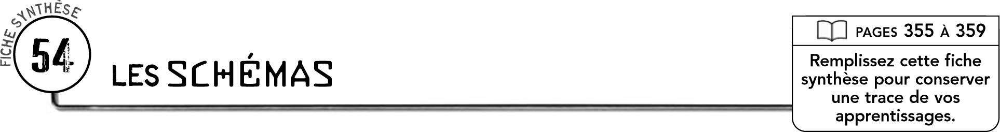 FICHE SYNTHÈSE
54
LES SCHÉMAS
PAGES 355 À 359
Remplissez cette fiche
synthèse pour conserver
une trace de vos
apprentissages.